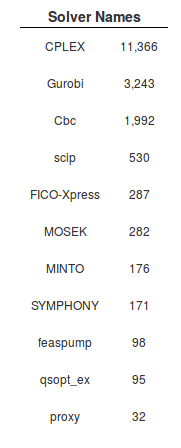 Solver Names
CPLEX 11,366
Gurobi 3,243
Cbc 1,992
scip 530
FICO-Xpress 287
MOSEK 282
MINTO 176
SYMPHONY 171
feaspump 98
qsopt_ex 95
proxy 32